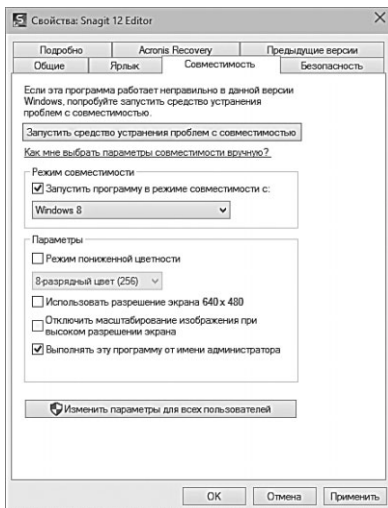 Свойства: Snagit 12 Editor
Подробно Acronis Recovery Предыдущие версии
Общие Ярлык Совместимость Безопасность
Если эта программа работает неправильно в данной версии
Windows, попробуйте запустить средство устранения
проблем с совместимостью.
Запустить средство устранения проблем с совместимостью
Как мне выбрать параметры совместимости вручную?
Режим совместимости
Запустить программу в режиме совместимости с:
Windows 8
Параметры
Режим пониженной цветности
8-разрядный цвет (256)
Использовать разрешение экрана 640 x 480
Отключить масштабирование изображения при
высоком разрешении экрана
Выполнять эту программу от имени администратора
Изменить параметры для всех пользователей
OK Отмена Применить